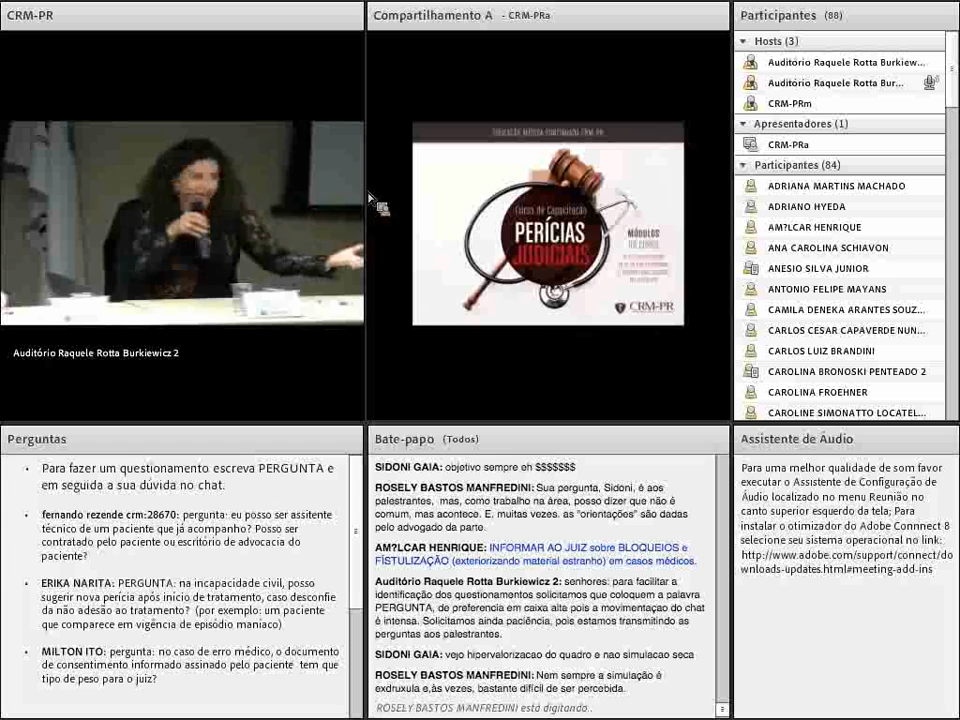 CRM-PR
Compartilhamento A - CRM-PRa
Participantes (88)
Hosts (3)
Auditório Raquele Rotta Burkiew...
Auditório Raquele Rotta Bur...
CRM-PRm
Apresentadores (1)
CRM-PRa
Participantes (84)
ADRIANA MARTINS MACHADO
ADRIANO HYEDA
AM?LCAR HENRIQUE
ANA CAROLINA SCHIAVON
ANESIO SILVA JUNIOR
ANTONIO FELIPE MAYANS
CAMILA DENEKA ARANTES SOUZ...
CARLOS CESAR CAPAVERDE NUN...
CARLOS LUIZ BRANDINI
CAROLINA BRONOSKI PENTEADO 2
CAROLINA FROEHNER
CAROLINE SIMONATTO LOCATEL...
EDUCAÇÃO MÉDICA CONTINUADA CRM-PR
Curso de Capacitação
PERÍCIAS
JUDICIAIS
MÓDULOS
DO CURSO
CRM-PR
Auditório Raquele Rotta Burkiewicz 2
Perguntas
Para fazer um questionamento escreva PERGUNTA e
em seguida a sua dúvida no chat.
fernando rezende crm:28670: pergunta: eu posso ser assitente
técnico de um paciente que já acompanho? Posso ser
contratado pelo paciente ou escritório de advocacia do
paciente?
ERIKA NARITA: PERGUNTA: na incapacidade civil, posso
sugerir nova perícia após início de tratamento, caso desconfie
da não adesão ao tratamento? (por exemplo: um paciente
que comparece em vigência de episódio maníaco)
MILTON ITO: pergunta: no caso de erro médico, o documento
de consentimento informado assinado pelo paciente tem que
tipo de peso para o juiz?
Bate-papo (Todos)
SIDONI GAIA: objetivo sempre eh $$$$$$$
ROSELY BASTOS MANFREDINI: Sua pergunta, Sidoni, é aos
palestrantes, mas, como trabalho na área, posso dizer que não é
comum, mas acontece. E, muitas vezes. as "orientações" são dadas
pelo advogado da parte.
AM?LCAR HENRIQUE: INFORMAR AO JUIZ sobre BLOQUEIOS e
FÍSTULIZAÇÃO (exteriorizando material estranho) em casos médicos.
Auditório Raquele Rotta Burkiewicz 2: senhores: para facilitar a
identificação dos questionamentos solicitamos que coloquem a palavra
PERGUNTA, de preferencia em caixa alta pois a movimentaçao do chat
é intensa. Solicitamos ainda paciência, pois estamos transmitindo as
perguntas aos palestrantes.
SIDONI GAIA: vejo hipervalorizacao do quadro e nao simulacao seca
ROSELY BASTOS MANFREDINI: Nem sempre a simulação é
exdruxula e,às vezes, bastante difícil de ser percebida.
ROSELY BASTOS MANFREDINI está digitando..
Assistente de Áudio
Para uma melhor qualidade de som favor
executar o Assistente de Configuração de
Áudio localizado no menu Reunião no
canto superior esquerdo da tela; Para
instalar o otimizador do Adobe Connnect 8
selecione seu sistema operacional no link:
http://www.adobe.com/support/connect/do
wnloads-updates.html#meeting-add-ins